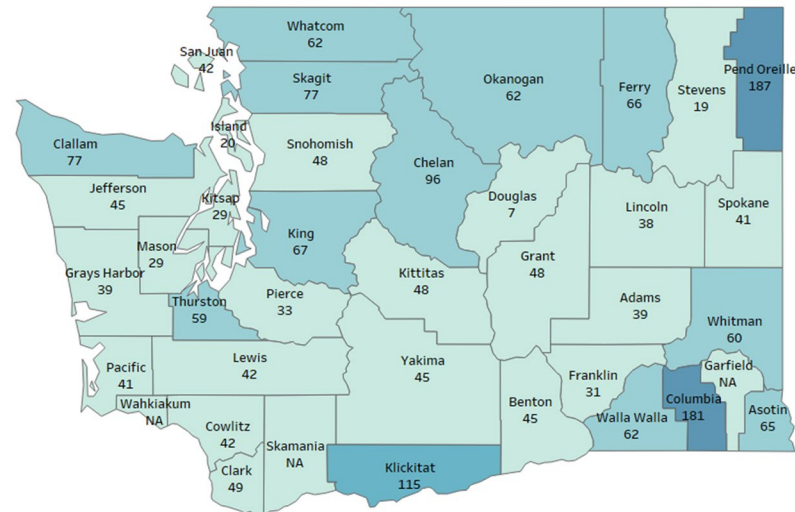 Whatcom
62
San Juan
42
Skagit
77
Okanogan
62
Ferry
66
Stevens
19
Pend Oreille
187
Island
20
Clallam
77
Snohomish
48
Chelan
96
Jefferson
45
Kitsap
29
Douglas
7
Lincoln
38
Spokane
41
King
67
Mason
29
Grays Harbor
39
Kittitas
48
Grant
48
Thurston
59
Pierce
33
Adams
39
Whitman
60
Pacific
41
Lewis
42
Yakima
45
Garfield
NA
Franklin
31
Wahkiakum
NA
Benton
45
Columbia
181
Asotin
65
Walla Walla
62
Cowlitz
42
Skamania
NA
Clark
49
Klickitat
115